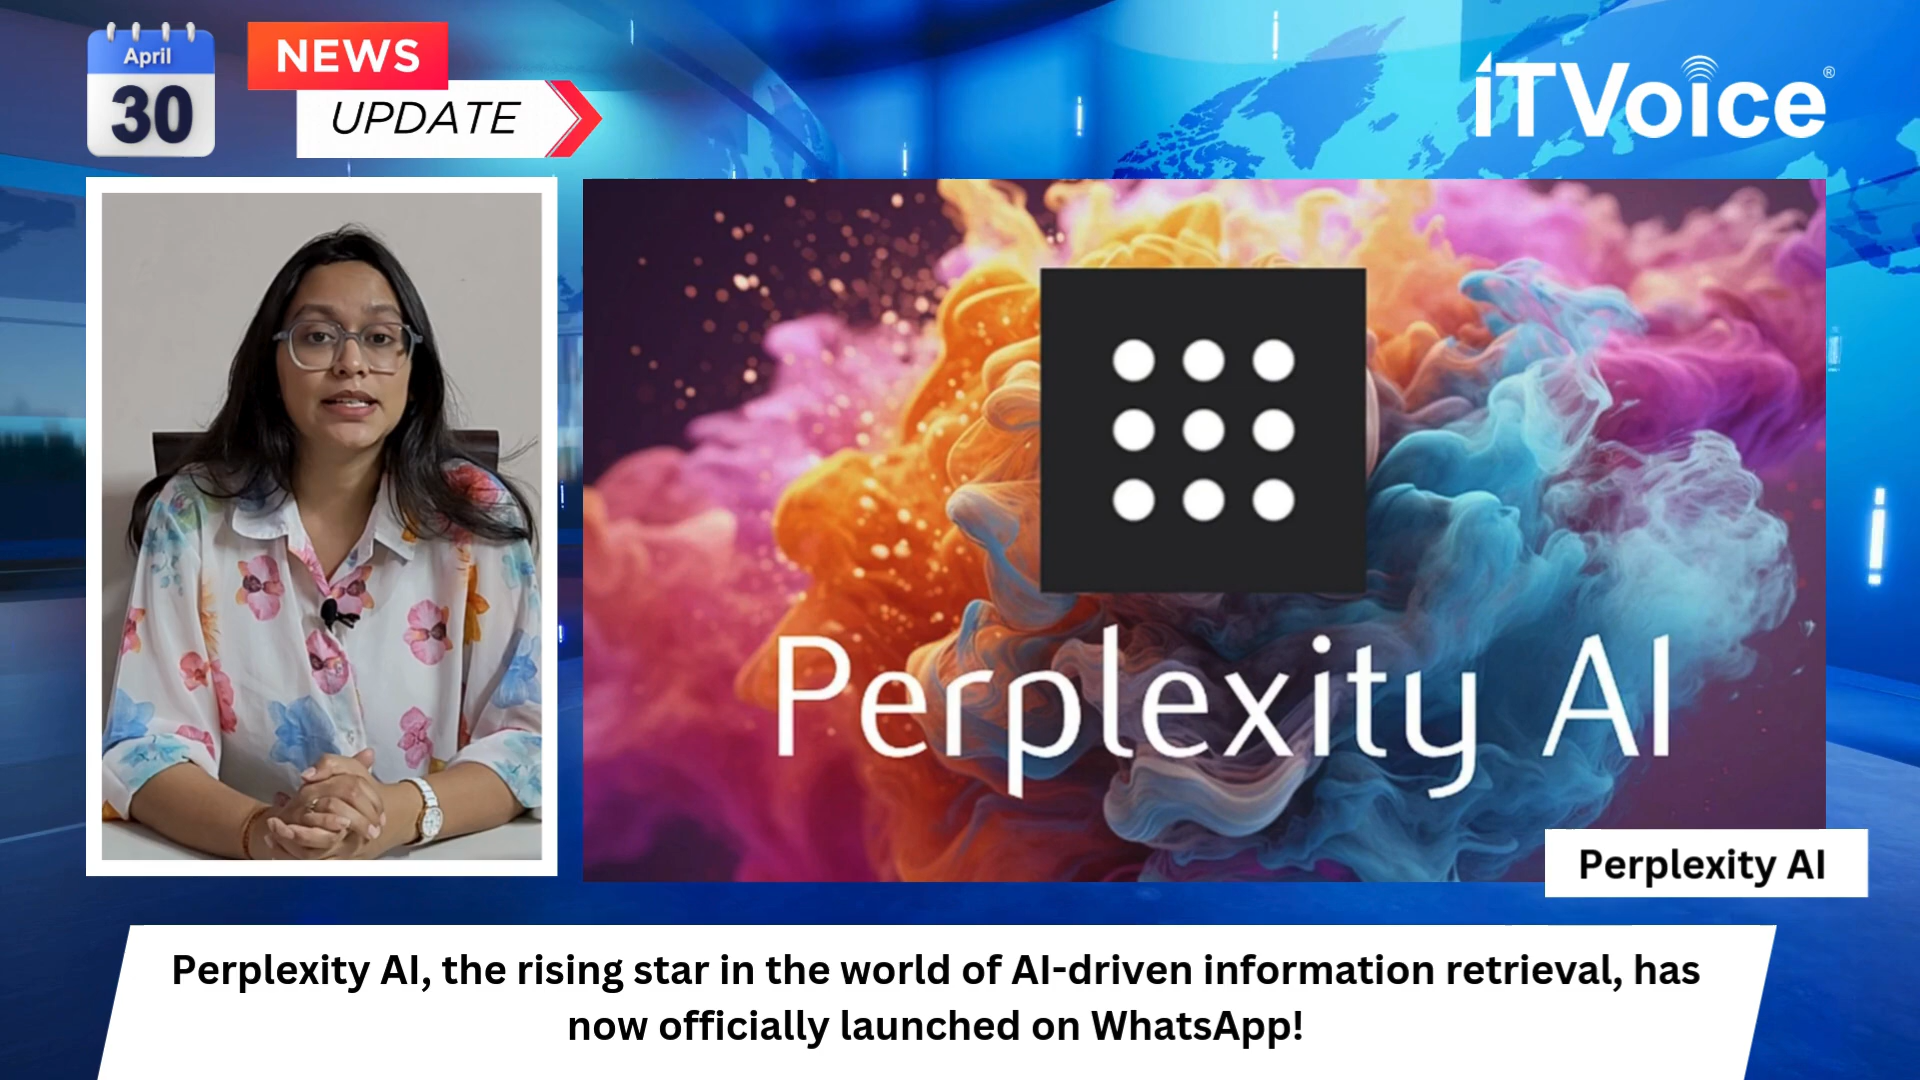 April
30
NEWS
UPDATE
iTVoice®
Perplexity AI
Perplexity AI
Perplexity AI, the rising star in the world of AI-driven information retrieval, has
now officially launched on WhatsApp!